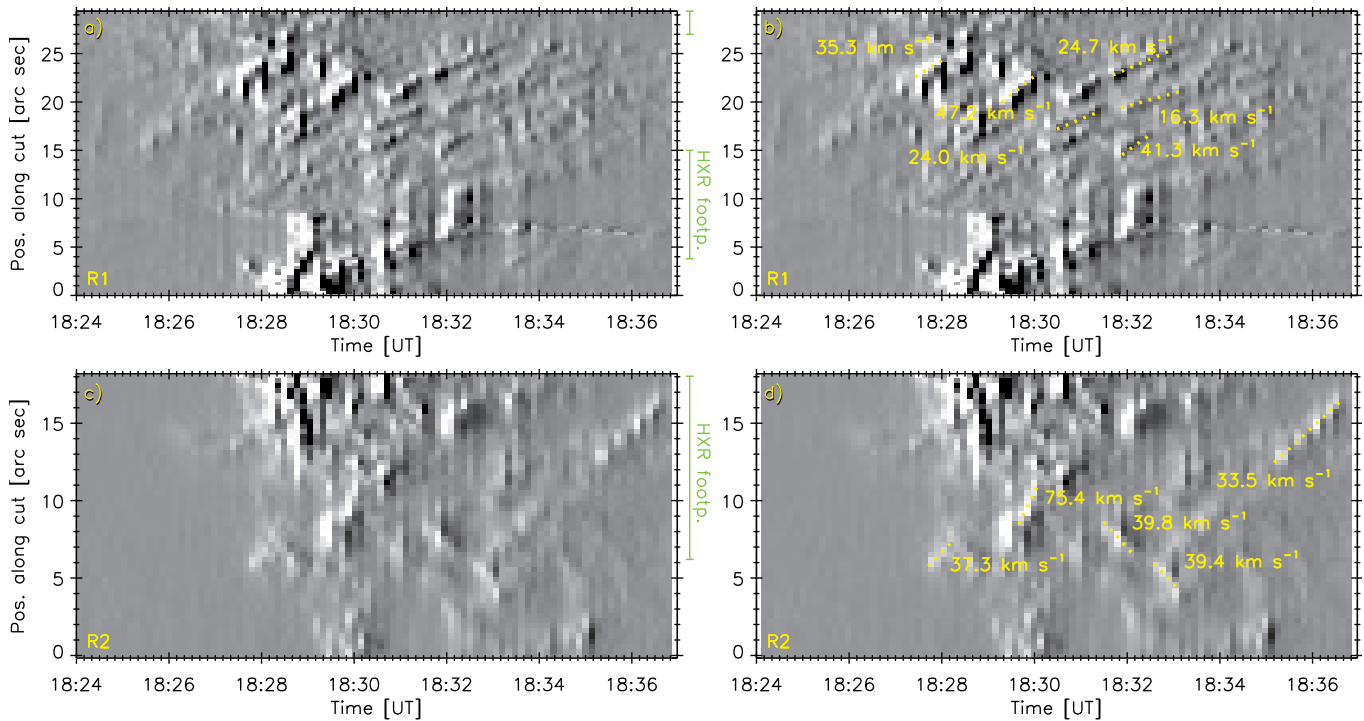 a)
b)
Pos. along cut [arc sec]
25
20
15
10
5
0
R1
HXR footp.
35.3 km s⁻¹
24.7 km s⁻¹
47.2 km s⁻¹
16.3 km s⁻¹
24.0 km s⁻¹
41.3 km s⁻¹
25
20
15
10
5
0
R1
18:24 18:26 18:28 18:30 18:32 18:34 18:36
Time [UT]
18:24 18:26 18:28 18:30 18:32 18:34 18:36
Time [UT]
c)
d)
Pos. along cut [arc sec]
15
10
5
0
R2
HXR footp.
15
10
5
0
33.5 km s⁻¹
75.4 km s⁻¹
39.8 km s⁻¹
37.3 km s⁻¹
39.4 km s⁻¹
R2
18:24 18:26 18:28 18:30 18:32 18:34 18:36
Time [UT]
18:24 18:26 18:28 18:30 18:32 18:34 18:36
Time [UT]